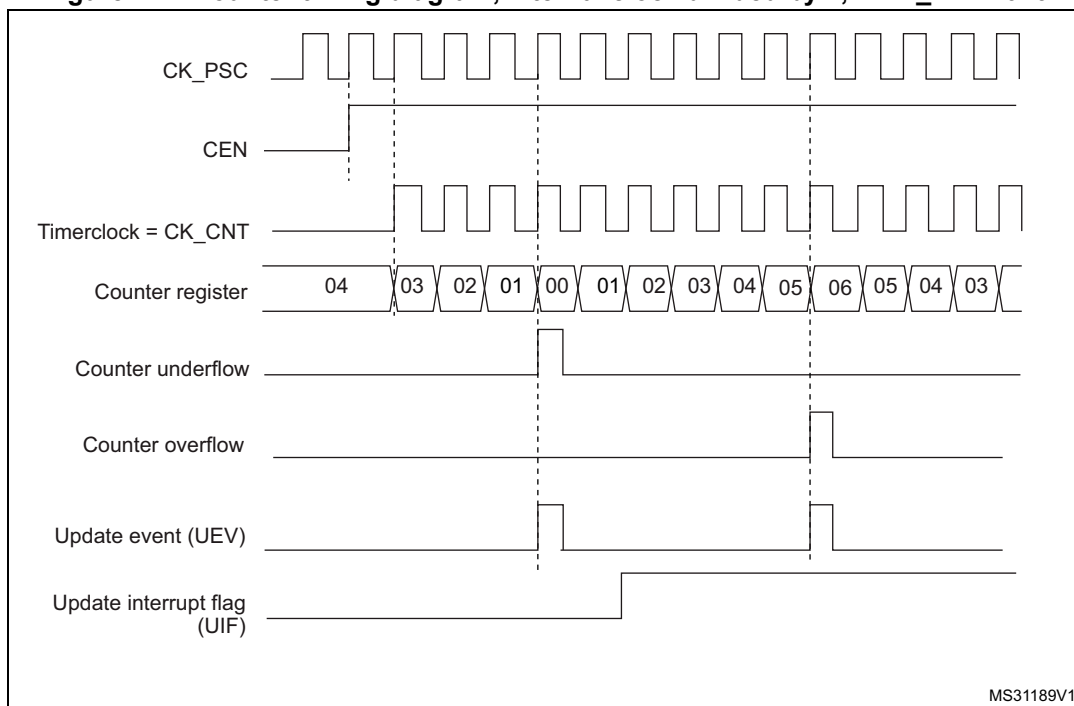 CK_PSC
CEN
Timerclock = CK_CNT
Counter register 04 03 02 01 00 01 02 03 04 05 06 05 04 03
Counter underflow
Counter overflow
Update event (UEV)
Update interrupt flag
(UIF)
MS31189V1